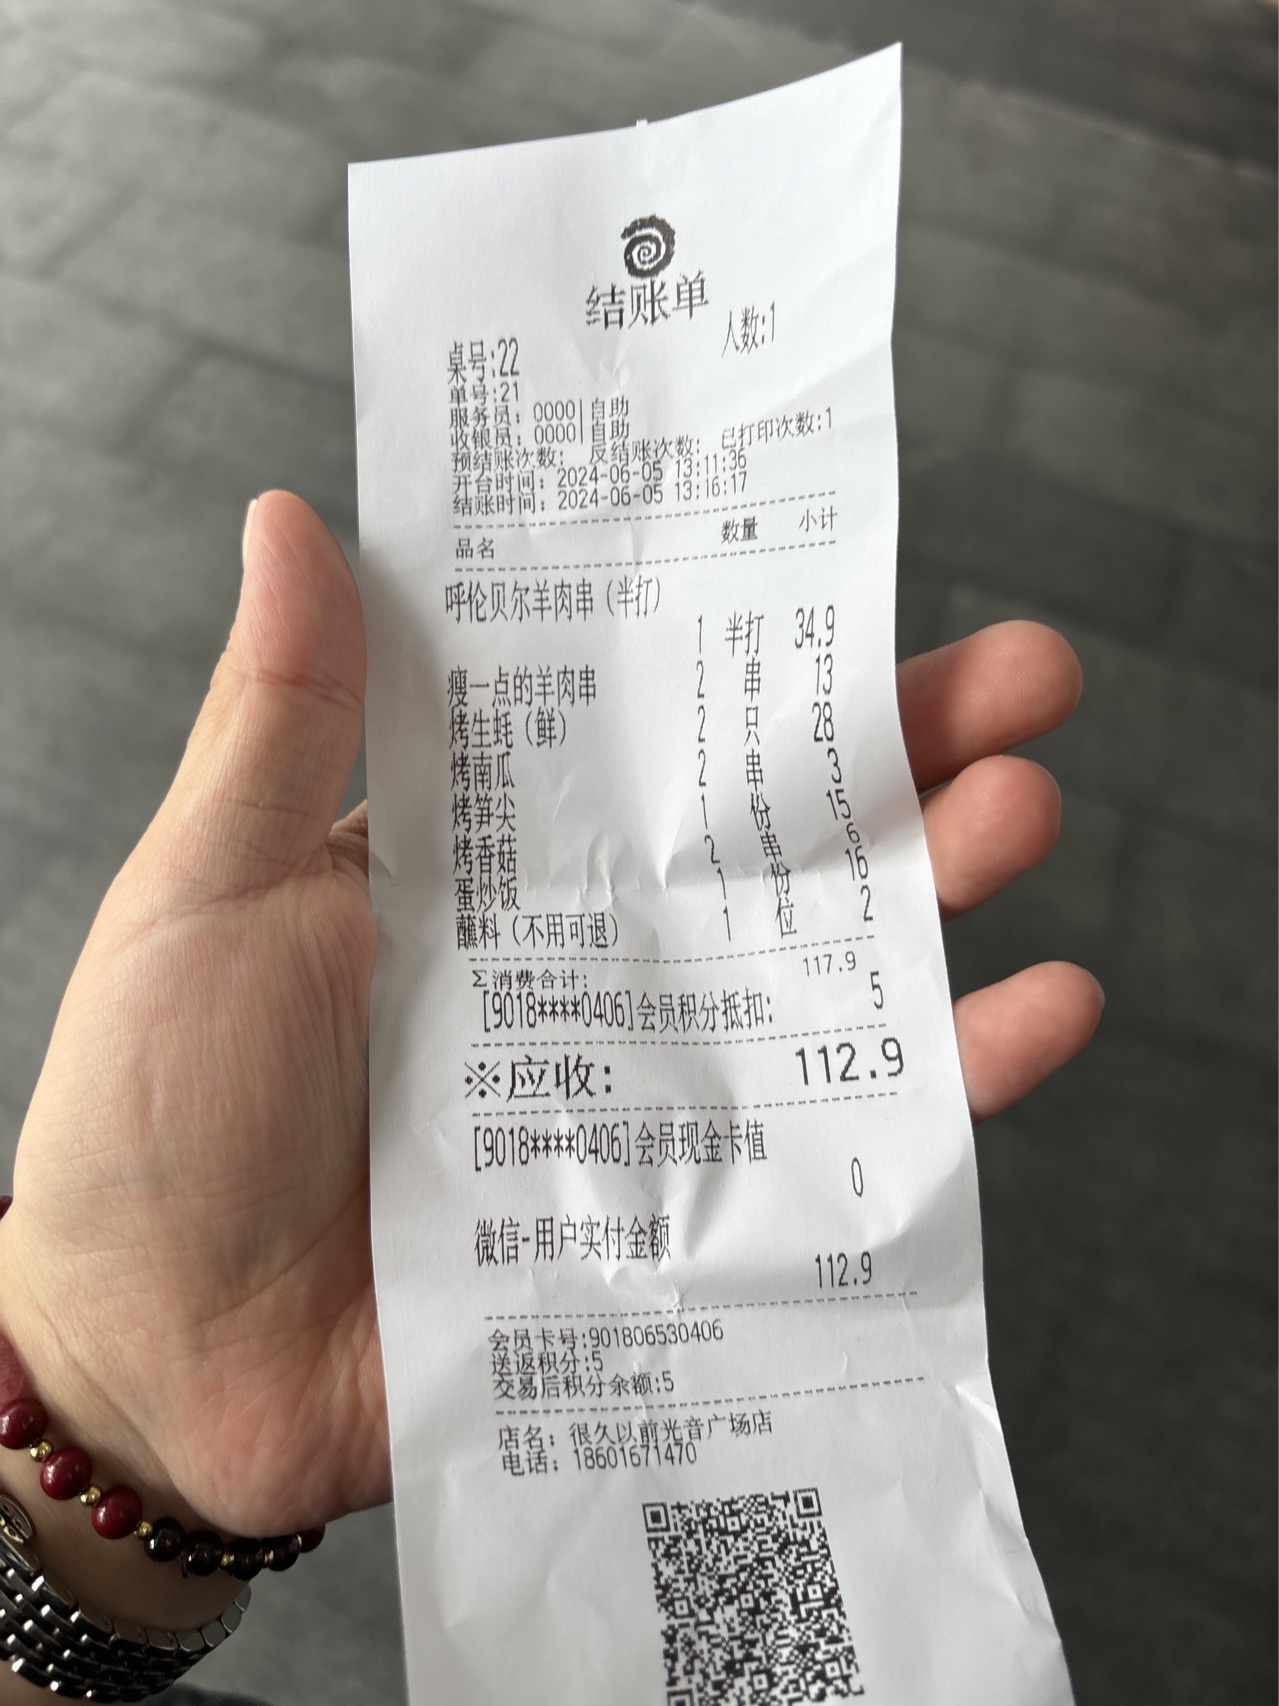 结账单
人数:1
桌号:22
单号:21
服务员: 0000|自助
收银员: 0000|自助
预结账次数: 反结账次数: 已打印次数:1
开台时间: 2024-06-05 13:11:36
结账时间: 2024-06-05 13:16:17
品名 数量 小计
呼伦贝尔羊肉串(半打)
1 半打 34.9
瘦一点的羊肉串 2 串 13
烤生蚝(鲜) 2 只 28
烤南瓜 2 串 3
烤笋尖 1 份 15
烤香菇 2 串 6
蛋炒饭 1 份 16
蘸料(不用可退) 1 位 2
Σ消费合计: 117.9
[9018****0406]会员积分抵扣: 5
※应收: 112.9
[9018****0406]会员现金卡值
0
微信-用户实付金额
112.9
会员卡号:901806530406
送返积分:5
交易后积分余额:5
店名: 很久以前光音广场店
电话: 18601671470